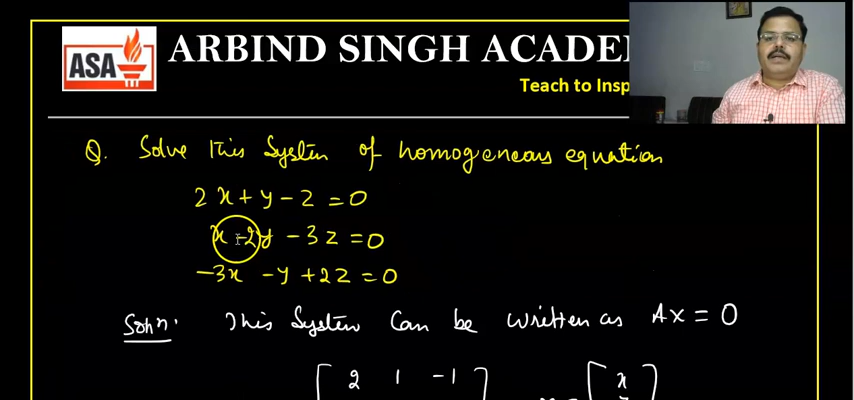 ASA
ARBIND SINGH ACADE
Teach to Insp
Q. Solve this System of homogeneous equation
2x + y - z = 0
x - 2y - 3z = 0
-3x - y + 2z = 0
Soln. This System Can be written as AX = 0
2 1 -1
x